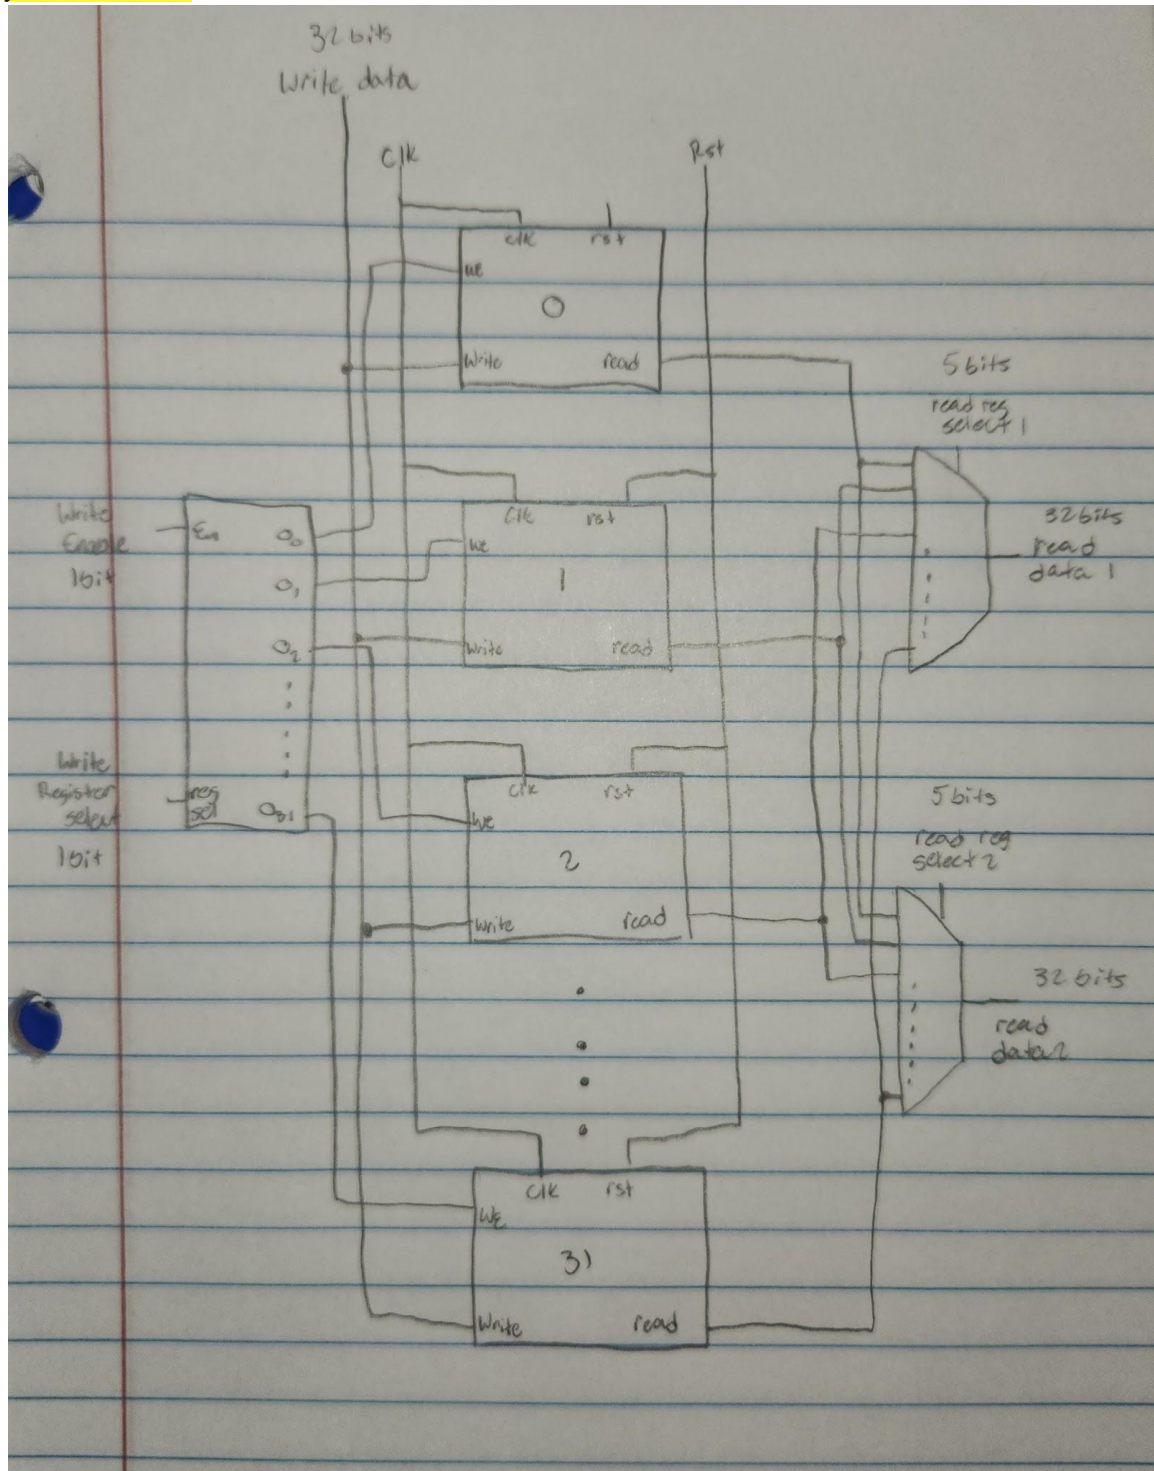 32 bits
Write data
Clk
Rst
clk rst
WE
0
Write read
5 bits
read reg
select 1
Clk rst
WE
1
Write read
32 bits
read
data 1
Write
Enable
1bit
En O0
O1
O2
Write
Register
select
1bit
reg
sel O31
clk rst
WE
2
Write read
5 bits
read reg
select 2
32 bits
read
data 2
Clk rst
WE
31
Write read